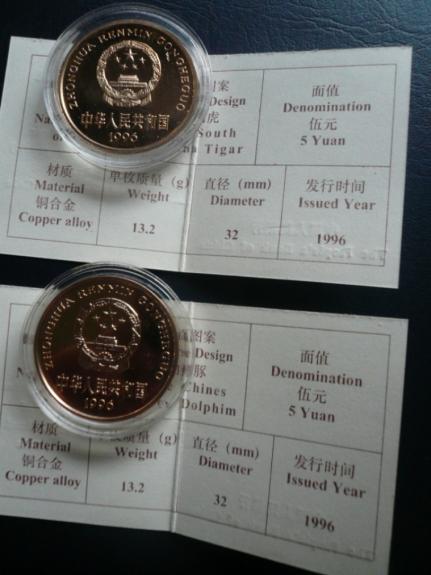 ZHONGHUA RENMIN GONGHEGUO
中华人民共和国
1996
图案
Design
虎
South
Tigar
面值
Denomination
伍元
5 Yuan
材质
Material
铜合金
Copper alloy
单枚质量 (g)
Weight
13.2
直径 (mm)
Diameter
32
发行时间
Issued Year
1996
ZHONGHUA RENMIN GONGHEGUO
中华人民共和国
1996
图案
Design
豚
Chines
Dolphim
面值
Denomination
伍元
5 Yuan
材质
Material
铜合金
Copper alloy
质量 (g)
Weight
13.2
直径 (mm)
Diameter
32
发行时间
Issued Year
1996